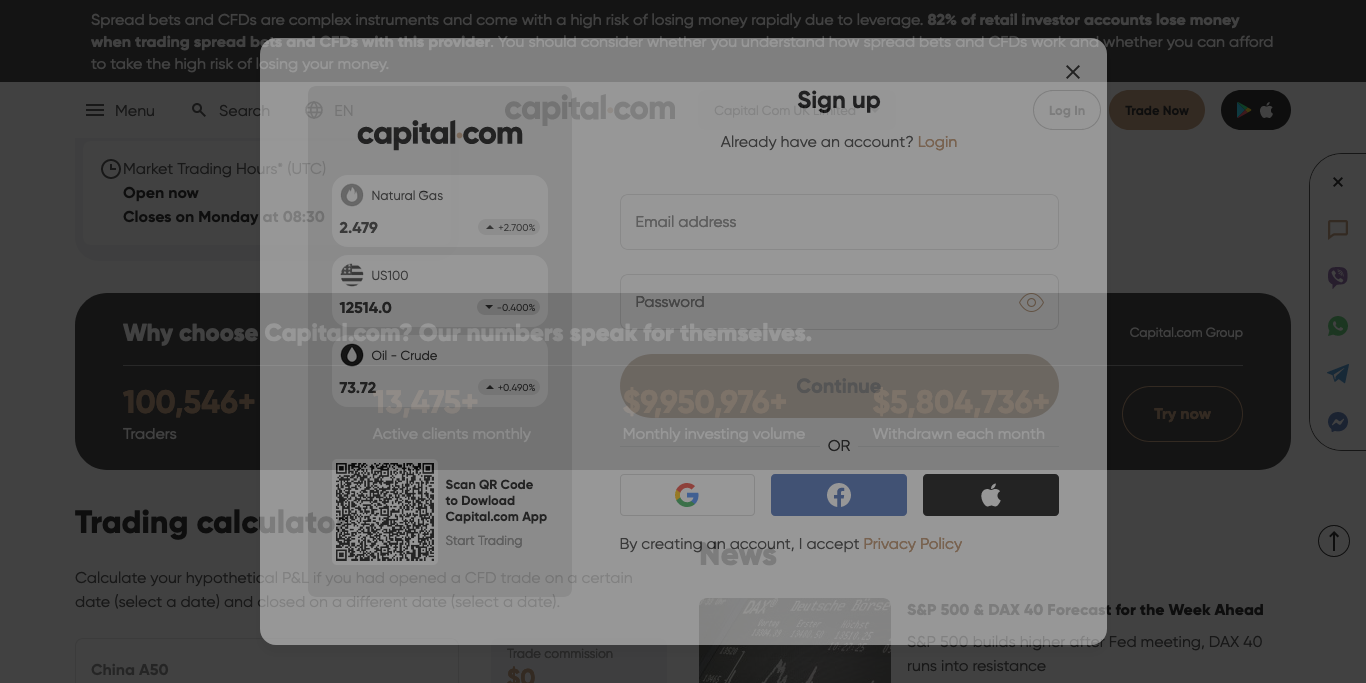 Spread bets and CFDs are complex instruments and come with a high risk of losing money rapidly due to leverage. 82% of retail investor accounts lose money
when trading spread bets and CFDs with this provider. You should consider whether you understand how spread bets and CFDs work and whether you can afford
to take the high risk of losing your money.
Menu
Search
EN
capital.com
Capital Com UK Limited
Log In
Trade Now
Market Trading Hours* (UTC)
Open now
Closes on Monday at 08:30
Why choose Capital.com? Our numbers speak for themselves.
Capital.com Group
100,546+
Traders
13,475+
Active clients monthly
$9,950,976+
Monthly investing volume
$5,804,736+
Withdrawn each month
Try now
Trading calculato
Calculate your hypothetical P&L if you had opened a CFD trade on a certain
date (select a date) and closed on a different date (select a date).
China A50
Trade commission
$0
News
DAX® Deutsche Börse
S&P 500 & DAX 40 Forecast for the Week Ahead
S&P 500 builds higher after Fed meeting, DAX 40
runs into resistance
capital.com
Natural Gas
2.479
+2.700%
US100
12514.0
-0.400%
Oil - Crude
73.72
+0.490%
Scan QR Code
to Dowload
Capital.com App
Start Trading
Sign up
Already have an account? Login
Email address
Password
Continue
OR
By creating an account, I accept Privacy Policy